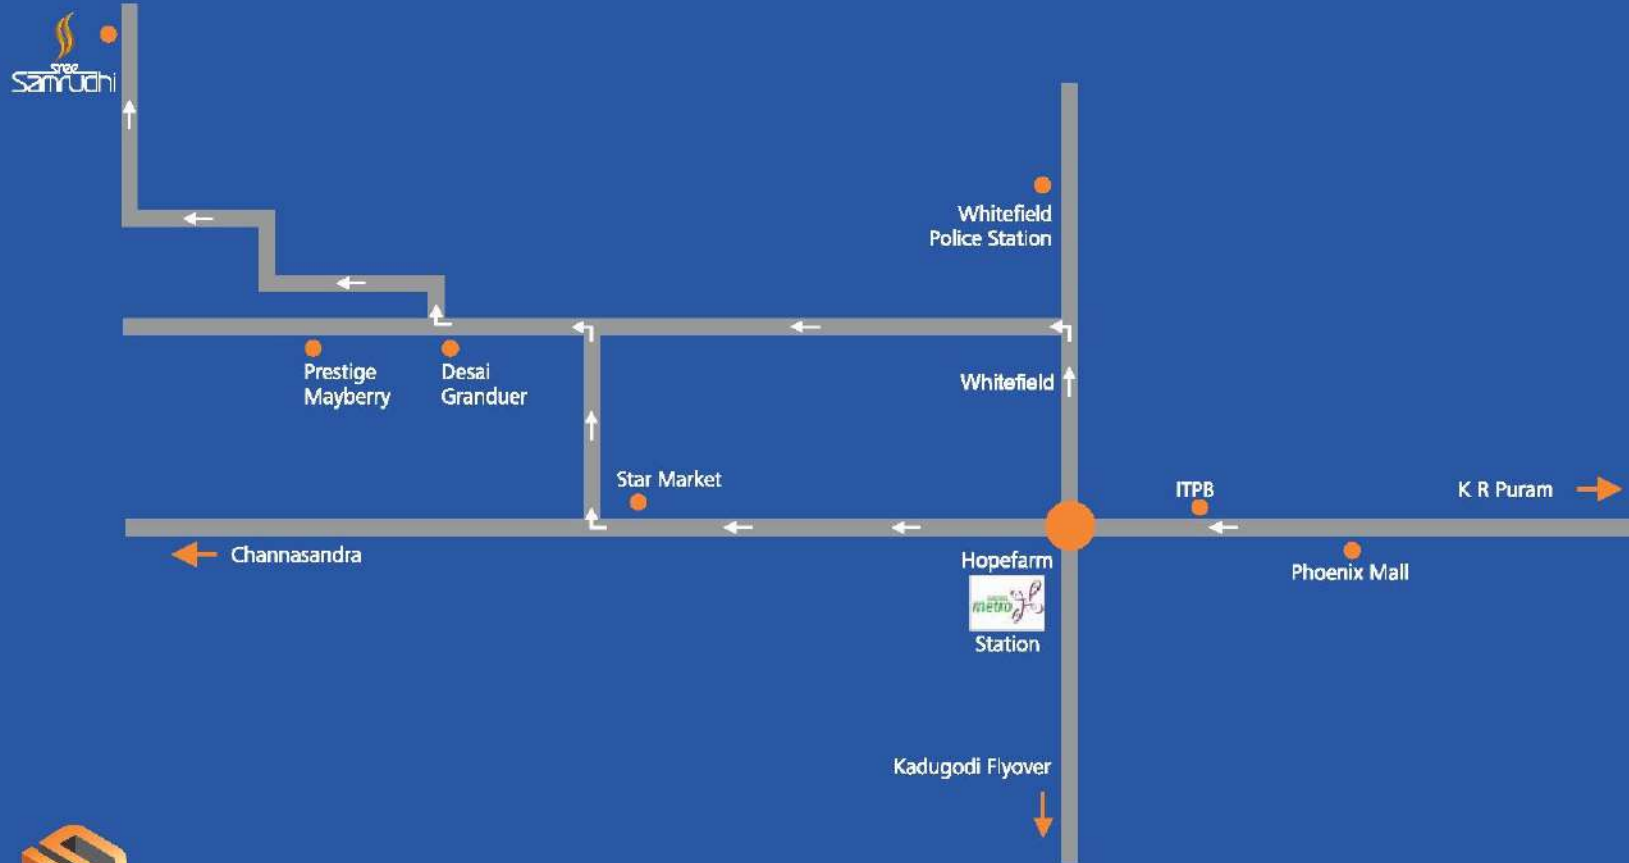 sree
Samrudhi
Whitefield
Police Station
Prestige
Mayberry
Desai
Granduer
Whitefield
Star Market
ITPB
K R Puram
Channasandra
Hopefarm
metro
Station
Phoenix Mall
Kadugodi Flyover